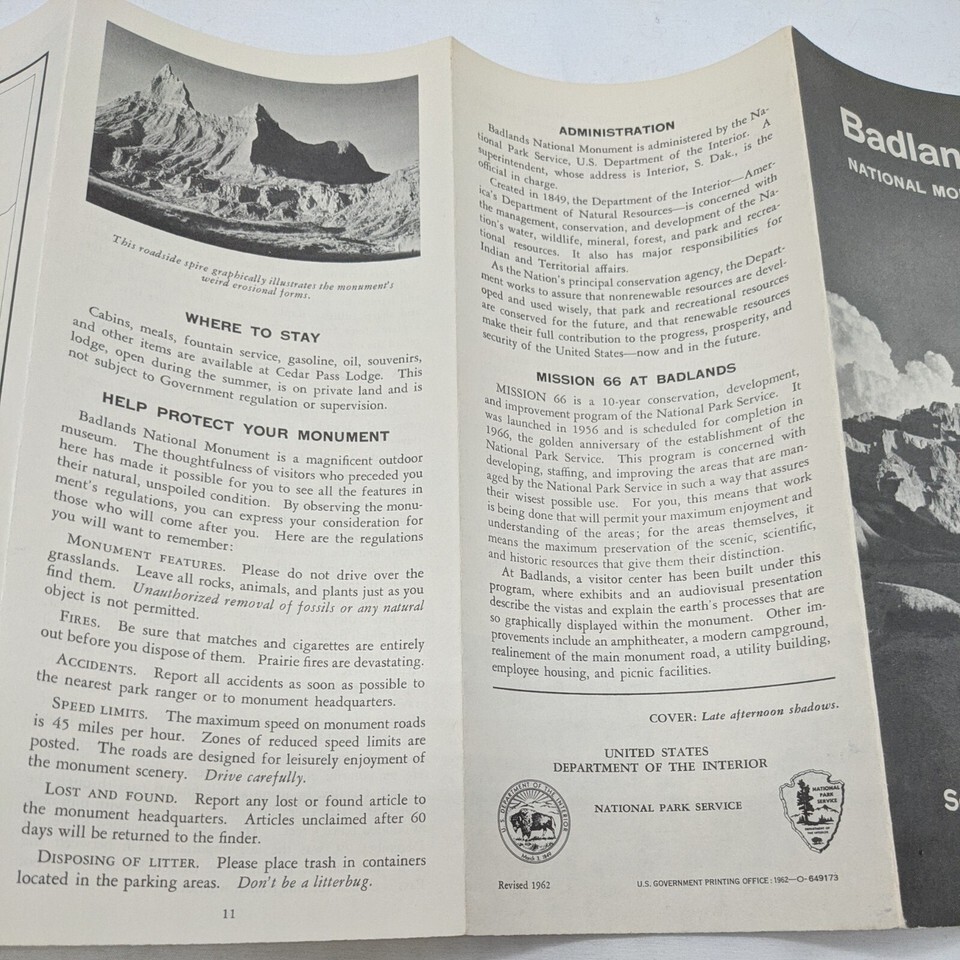 This roadside spire graphically illustrates the monument's
weird erosional forms.
WHERE TO STAY
Cabins, meals, fountain service, gasoline, oil, souvenirs,
and other items are available at Cedar Pass Lodge. This
lodge, open during the summer, is on private land and is
not subject to Government regulation or supervision.
HELP PROTECT YOUR MONUMENT
Badlands National Monument is a magnificent outdoor
museum. The thoughtfulness of visitors who preceded you
here has made it possible for you to see all the features in
their natural, unspoiled condition. By observing the monu-
ment's regulations, you can express your consideration for
those who will come after you. Here are the regulations
you will want to remember:
MONUMENT FEATURES. Please do not drive over the
grasslands. Leave all rocks, animals, and plants just as you
find them. Unauthorized removal of fossils or any natural
object is not permitted.
FIRES. Be sure that matches and cigarettes are entirely
out before you dispose of them. Prairie fires are devastating.
ACCIDENTS. Report all accidents as soon as possible to
the nearest park ranger or to monument headquarters.
SPEED LIMITS. The maximum speed on monument roads
is 45 miles per hour. Zones of reduced speed limits are
posted. The roads are designed for leisurely enjoyment of
the monument scenery. Drive carefully.
LOST AND FOUND. Report any lost or found article to
the monument headquarters. Articles unclaimed after 60
days will be returned to the finder.
DISPOSING OF LITTER. Please place trash in containers
located in the parking areas. Don't be a litterbug.
11
ADMINISTRATION
Badlands National Monument is administered by the Na-
tional Park Service, U.S. Department of the Interior. A
superintendent, whose address is Interior, S. Dak., is the
official in charge.
Created in 1849, the Department of the Interior—Amer-
ica's Department of Natural Resources—is concerned with
the management, conservation, and development of the Na-
tion's water, wildlife, mineral, forest, and park and recrea-
tional resources. It also has major responsibilities for
Indian and Territorial affairs.
As the Nation's principal conservation agency, the Depart-
ment works to assure that nonrenewable resources are devel-
oped and used wisely, that park and recreational resources
are conserved for the future, and that renewable resources
make their full contribution to the progress, prosperity, and
security of the United States—now and in the future.
MISSION 66 AT BADLANDS
MISSION 66 is a 10-year conservation, development,
and improvement program of the National Park Service. It
was launched in 1956 and is scheduled for completion in
1966, the golden anniversary of the establishment of the
National Park Service. This program is concerned with
developing, staffing, and improving the areas that are man-
aged by the National Park Service in such a way that assures
their wisest possible use. For you, this means that work
is being done that will permit your maximum enjoyment and
understanding of the areas; for the areas themselves, it
means the maximum preservation of the scenic, scientific,
and historic resources that give them their distinction.
At Badlands, a visitor center has been built under this
program, where exhibits and an audiovisual presentation
describe the vistas and explain the earth's processes that are
so graphically displayed within the monument. Other im-
provements include an amphitheater, a modern campground,
realinement of the main monument road, a utility building,
employee housing, and picnic facilities.
COVER: Late afternoon shadows.
UNITED STATES
DEPARTMENT OF THE INTERIOR
NATIONAL PARK SERVICE
U.S. DEPARTMENT OF THE INTERIOR
March 3, 1849
NATIONAL
PARK
SERVICE
DEPARTMENT OF
THE INTERIOR
Revised 1962
U.S. GOVERNMENT PRINTING OFFICE : 1962—O-649173
Badlan
NATIONAL MO
S